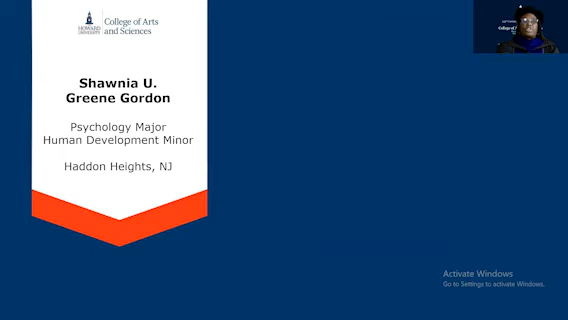 HOWARD
UNIVERSITY
College of Arts
and Sciences
Shawnia U.
Greene Gordon
Psychology Major
Human Development Minor
Haddon Heights, NJ
Activate Windows
Go to Settings to activate Windows.